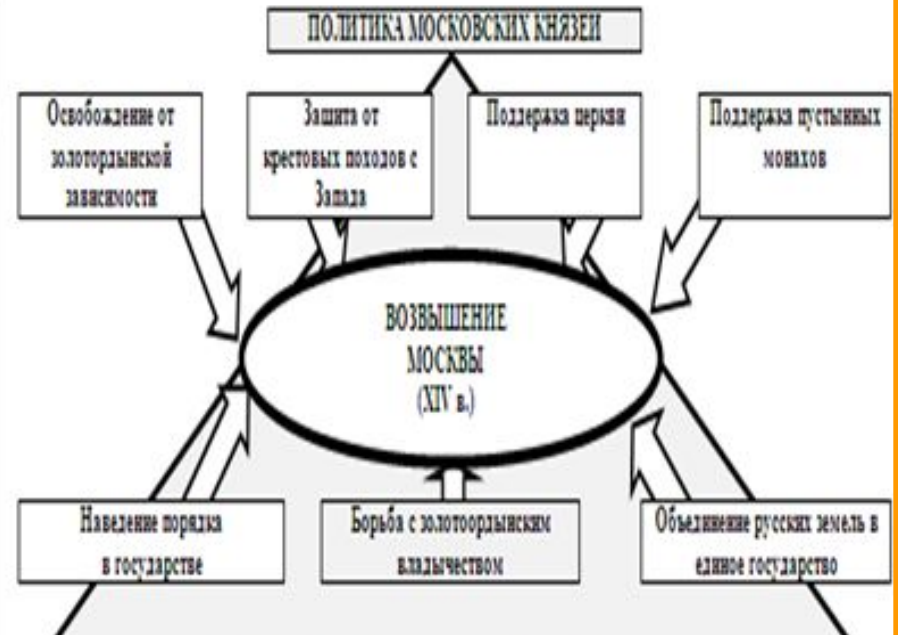 ПОЛИТИКА МОСКОВСКИХ КНЯЗЕЙ
Освобождение от
золотордынской
зависимости
Защита от
крестовых походов с
Запада
Поддержка церкви
Поддержка пустынных
монахов
ВОЗВЫШЕНИЕ
МОСКВЫ
(XIV в.)
Наведение порядка
в государстве
Борьба с золотоордынским
владычеством
Объединение русских земель в
единое государство